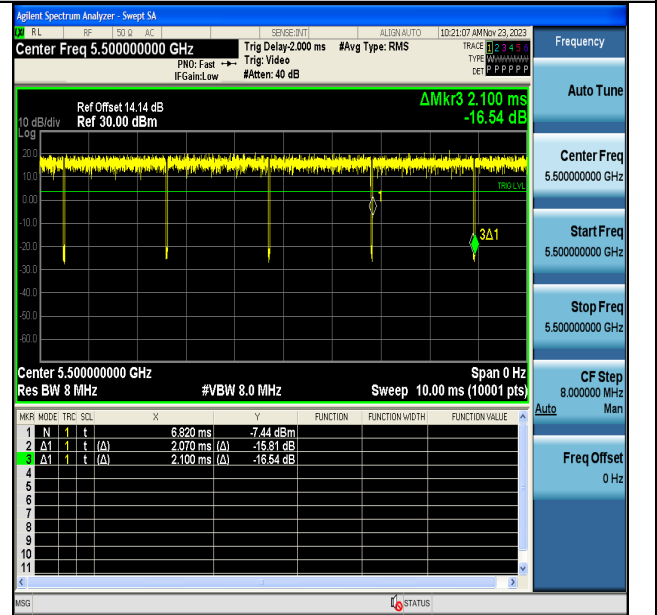 Agilent Spectrum Analyzer - Swept SA
RL RF 50 Ω AC SENSE:INT ALIGN AUTO 10:21:07 AM Nov 23, 2023
Center Freq 5.500000000 GHz
Trig Delay-2.000 ms #Avg Type: RMS
TRACE 1 2 3 4 5 6
PNO: Fast Trig: Video
TYPE
IFGain:Low #Atten: 40 dB
DET P P P P P P
ΔMkr3 2.100 ms
-16.54 dB
Ref Offset 14.14 dB
10 dB/div Ref 30.00 dBm
Log
20.0
10.0
TRIG LVL
0.00
1
-10.0
3Δ1
-20.0
-30.0
-40.0
-50.0
-60.0
Center 5.500000000 GHz Span 0 Hz
Res BW 8 MHz #VBW 8.0 MHz Sweep 10.00 ms (10001 pts)
MKR MODE TRC SCL X Y FUNCTION FUNCTION WIDTH FUNCTION VALUE
1 N 1 t 6.820 ms -7.44 dBm
2 Δ1 1 t (Δ) 2.070 ms (Δ) -15.81 dB
3 Δ1 1 t (Δ) 2.100 ms (Δ) -16.54 dB
4
5
6
7
8
9
10
11
MSG STATUS
Frequency
Auto Tune
Center Freq
5.500000000 GHz
Start Freq
5.500000000 GHz
Stop Freq
5.500000000 GHz
CF Step
8.000000 MHz
Auto Man
Freq Offset
0 Hz